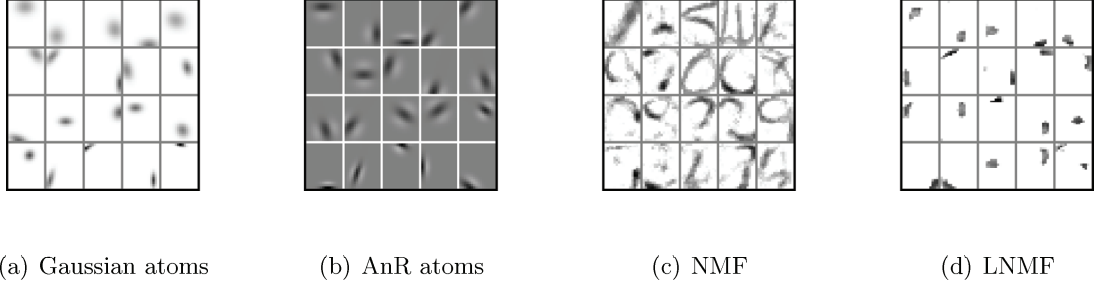 (a) Gaussian atoms
(b) AnR atoms
(c) NMF
(d) LNMF